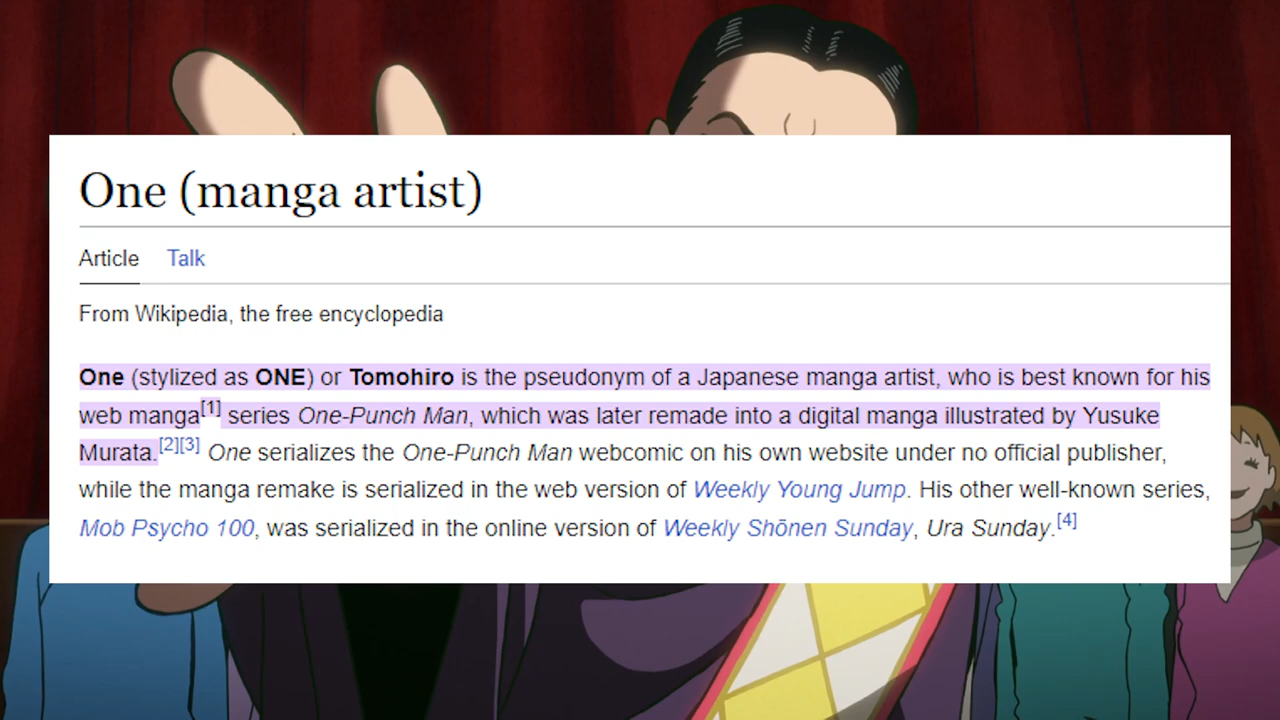 One (manga artist)
Article Talk
From Wikipedia, the free encyclopedia
One (stylized as ONE) or Tomohiro is the pseudonym of a Japanese manga artist, who is best known for his
web manga[1] series One-Punch Man, which was later remade into a digital manga illustrated by Yusuke
Murata.[2][3] One serializes the One-Punch Man webcomic on his own website under no official publisher,
while the manga remake is serialized in the web version of Weekly Young Jump. His other well-known series,
Mob Psycho 100, was serialized in the online version of Weekly Shōnen Sunday, Ura Sunday.[4]